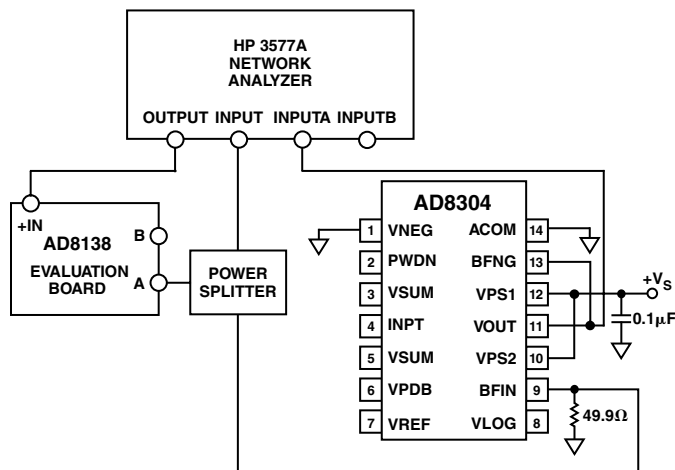 HP 3577A
NETWORK
ANALYZER
OUTPUT INPUT INPUTA INPUTB
+IN
AD8138
EVALUATION
BOARD
B
A
POWER
SPLITTER
AD8304
1 VNEG ACOM 14
2 PWDN BFNG 13
3 VSUM VPS1 12
4 INPT VOUT 11
5 VSUM VPS2 10
6 VPDB BFIN 9
7 VREF VLOG 8
+VS
0.1μF
49.9Ω